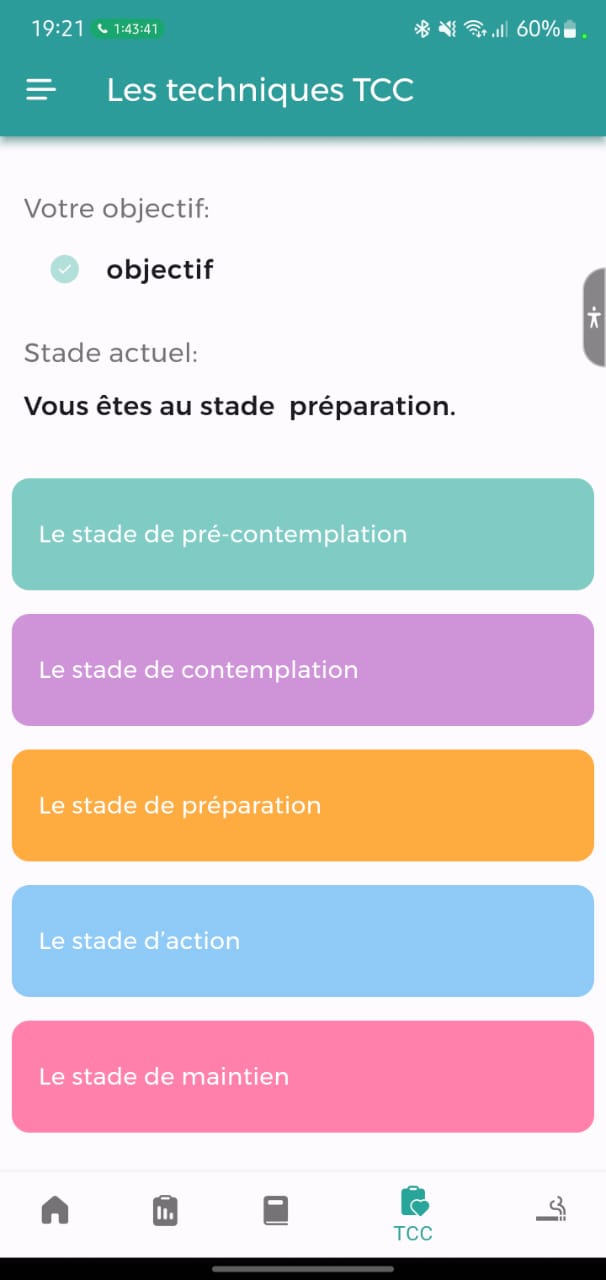 19:21 1:43:41 60%
Les techniques TCC
Votre objectif:
objectif
Stade actuel:
Vous êtes au stade  préparation.
Le stade de pré-contemplation
Le stade de contemplation
Le stade de préparation
Le stade d’action
Le stade de maintien
TCC